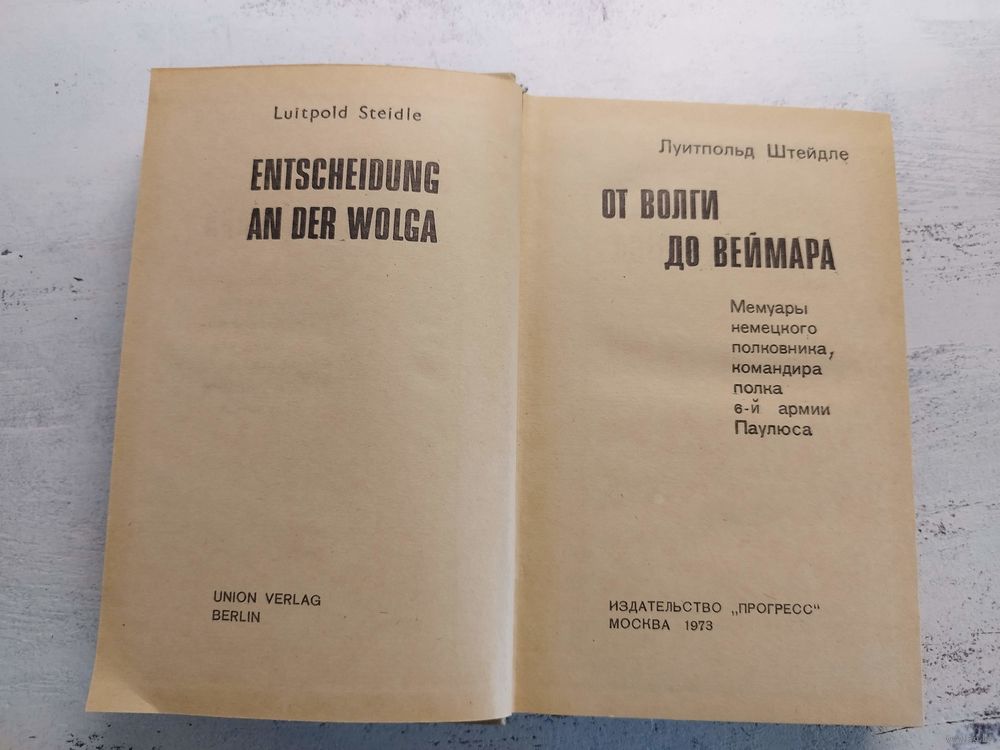 Luitpold Steidle
ENTSCHEIDUNG
AN DER WOLGA
UNION VERLAG
BERLIN
Луитпольд Штейдле
ОТ ВОЛГИ
ДО ВЕЙМАРА
Мемуары
немецкого
полковника,
командира
полка
6-й армии
Паулюса
ИЗДАТЕЛЬСТВО „ПРОГРЕСС“
МОСКВА 1973